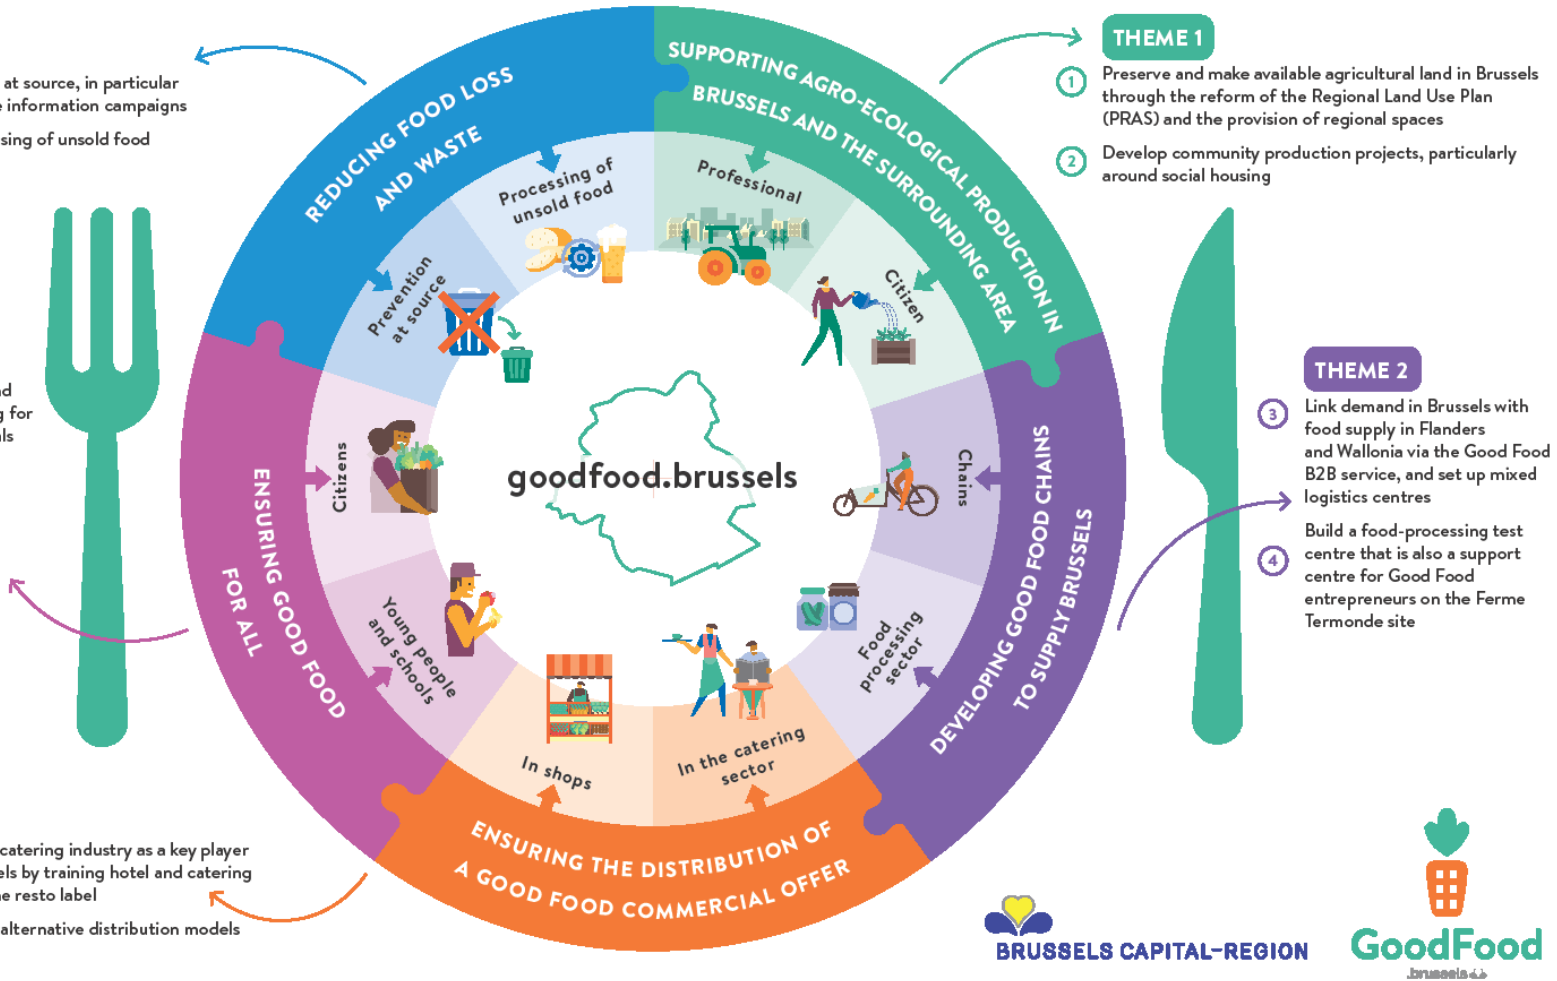 at source, in particular
information campaigns
of unsold food
REDUCING FOOD LOSS
AND WASTE
Processing of
unsold food
Prevention
at source
SUPPORTING AGRO-ECOLOGICAL PRODUCTION IN
BRUSSELS AND THE SURROUNDING AREA
Professional
Citizen
THEME 1
1 Preserve and make available agricultural land in Brussels
through the reform of the Regional Land Use Plan
(PRAS) and the provision of regional spaces
2 Develop community production projects, particularly
around social housing
for
ENSURING GOOD FOOD
FOR ALL
Citizens
Young people
and schools
goodfood.brussels
Chains
Food
processing
sector
DEVELOPING GOOD FOOD CHAINS
TO SUPPLY BRUSSELS
THEME 2
3 Link demand in Brussels with
food supply in Flanders
and Wallonia via the Good Food
B2B service, and set up mixed
logistics centres
4 Build a food-processing test
centre that is also a support
centre for Good Food
entrepreneurs on the Ferme
Termonde site
In shops
In the catering
sector
ENSURING THE DISTRIBUTION OF
A GOOD FOOD COMMERCIAL OFFER
catering industry as a key player
by training hotel and catering
resto label
alternative distribution models
BRUSSELS CAPITAL-REGION
GoodFood
.brussels